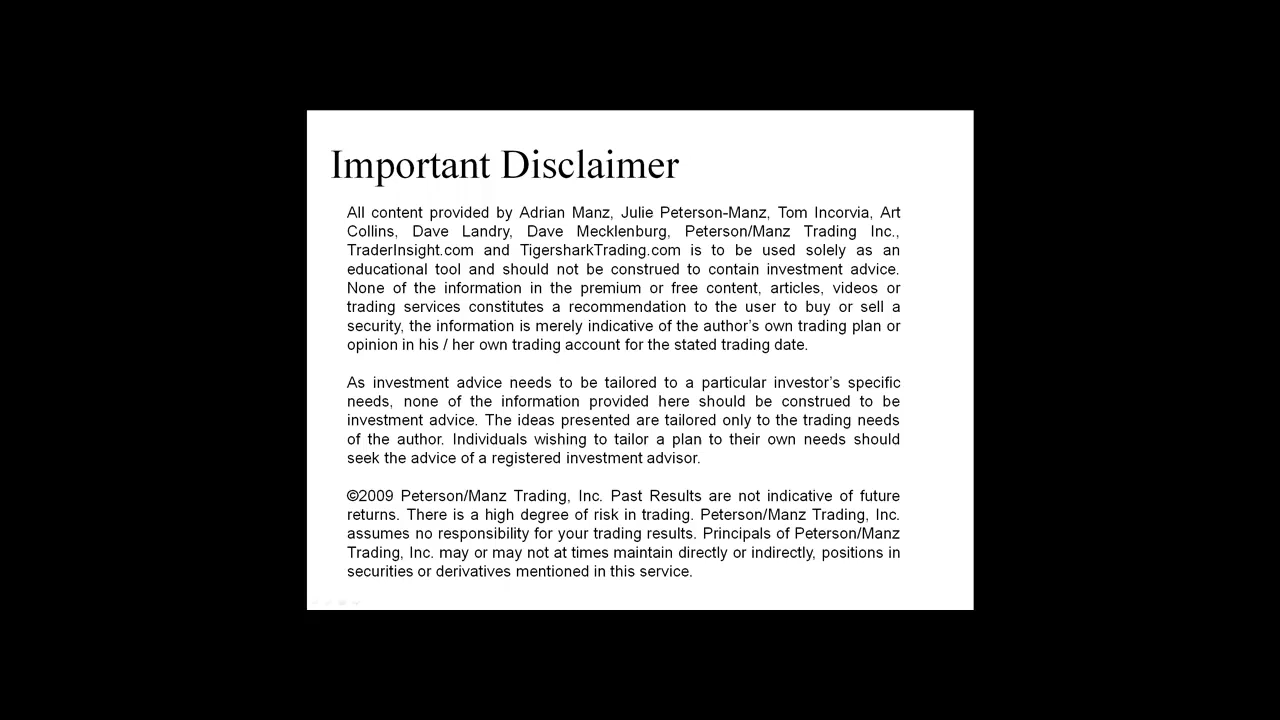 Important Disclaimer
All content provided by Adrian Manz, Julie Peterson-Manz, Tom Incorvia, Art
Collins, Dave Landry, Dave Mecklenburg, Peterson/Manz Trading Inc.,
TraderInsight.com and TigersharkTrading.com is to be used solely as an
educational tool and should not be construed to contain investment advice.
None of the information in the premium or free content, articles, videos or
trading services constitutes a recommendation to the user to buy or sell a
security, the information is merely indicative of the author’s own trading plan or
opinion in his / her own trading account for the stated trading date.
As investment advice needs to be tailored to a particular investor’s specific
needs, none of the information provided here should be construed to be
investment advice. The ideas presented are tailored only to the trading needs
of the author. Individuals wishing to tailor a plan to their own needs should
seek the advice of a registered investment advisor.
©2009 Peterson/Manz Trading, Inc. Past Results are not indicative of future
returns. There is a high degree of risk in trading. Peterson/Manz Trading, Inc.
assumes no responsibility for your trading results. Principals of Peterson/Manz
Trading, Inc. may or may not at times maintain directly or indirectly, positions in
securities or derivatives mentioned in this service.